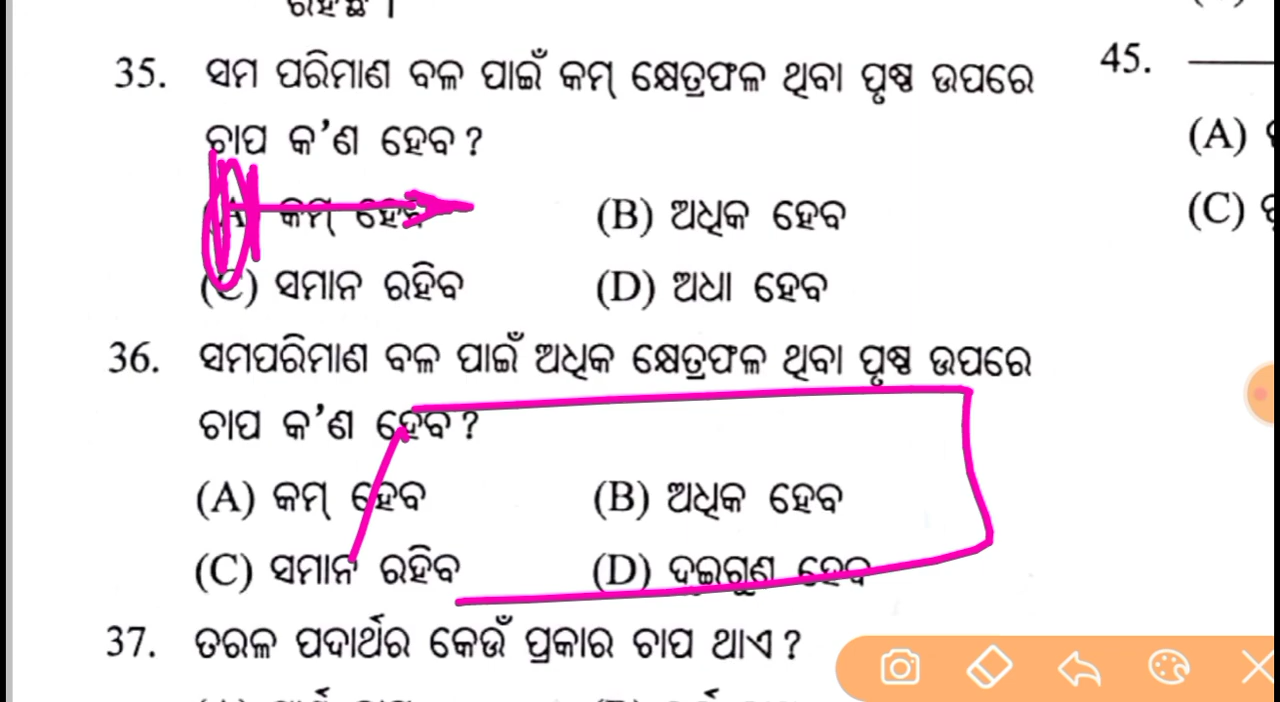 35. ସମ ପରିମାଣ ବଳ ପାଇଁ କମ୍ କ୍ଷେତ୍ରଫଳ ଥିବା ପୃଷ୍ଠ ଉପରେ
ଚାପ କ'ଣ ହେବ ?
(A) କମ୍ ହେବ (B) ଅଧିକ ହେବ
(C) ସମାନ ରହିବ (D) ଅଧା ହେବ
36. ସମପରିମାଣ ବଳ ପାଇଁ ଅଧିକ କ୍ଷେତ୍ରଫଳ ଥିବା ପୃଷ୍ଠ ଉପରେ
ଚାପ କ'ଣ ହେବ ?
(A) କମ୍ ହେବ (B) ଅଧିକ ହେବ
(C) ସମାନ ରହିବ (D) ଦୁଇଗୁଣ ହେବ
37. ତରଳ ପଦାର୍ଥର କେଉଁ ପ୍ରକାର ଚାପ ଥାଏ ?
45.
(A)
(C)